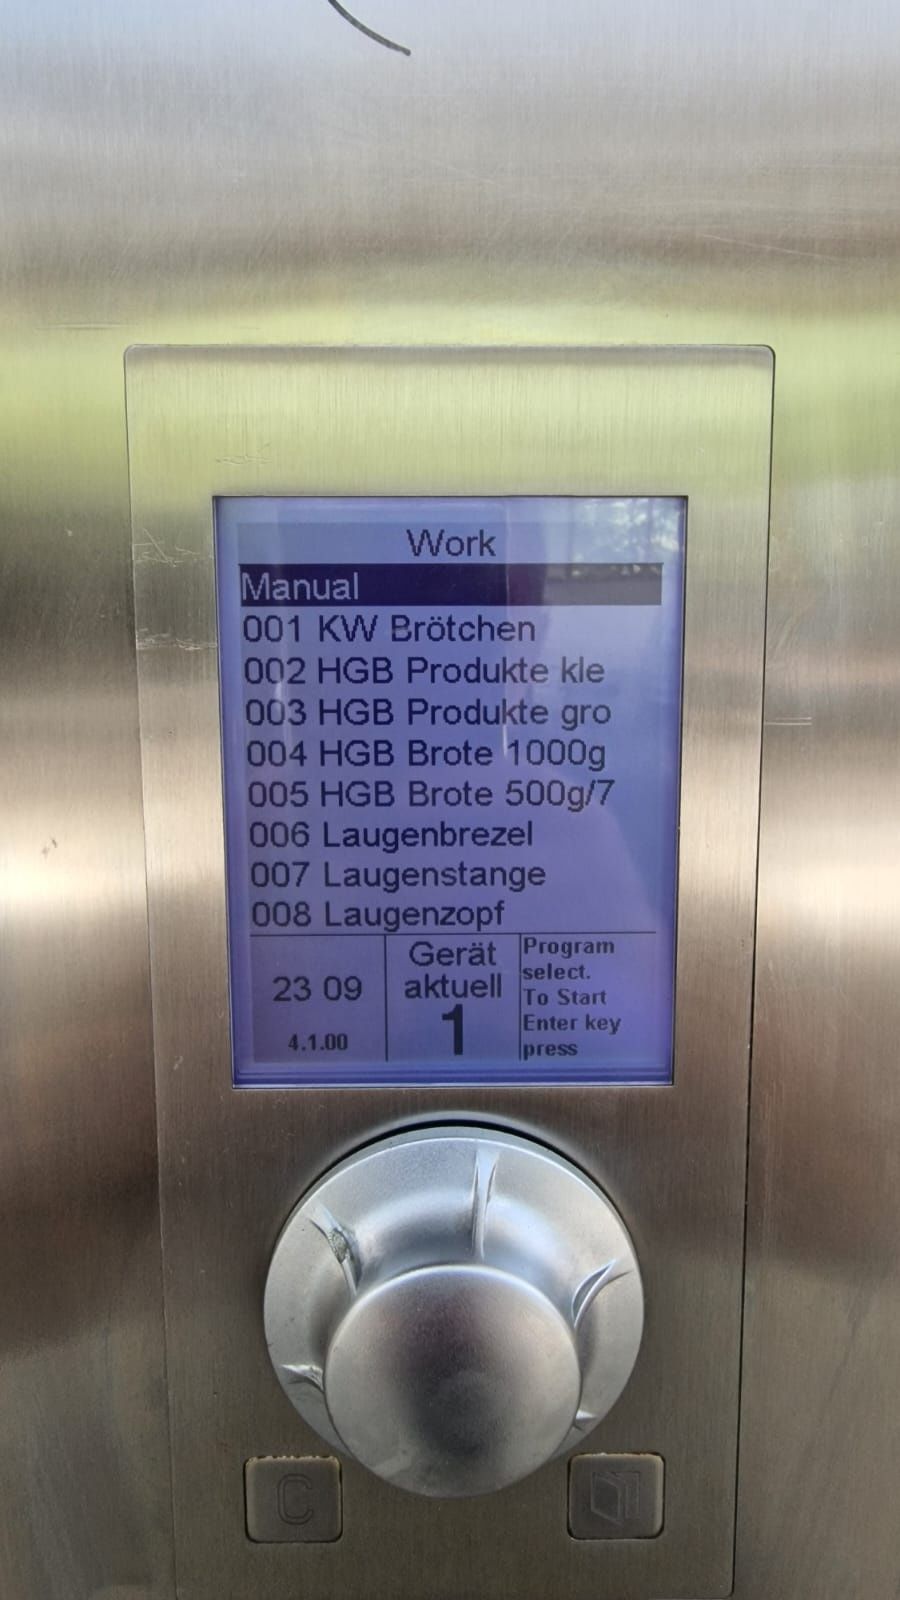 Work
Manual
001 KW Brötchen
002 HGB Produkte kle
003 HGB Produkte gro
004 HGB Brote 1000g
005 HGB Brote 500g/7
006 Laugenbrezel
007 Laugenstange
008 Laugenzopf
23 09
4.1.00
Gerät
aktuell
1
Program
select.
To Start
Enter key
press
C